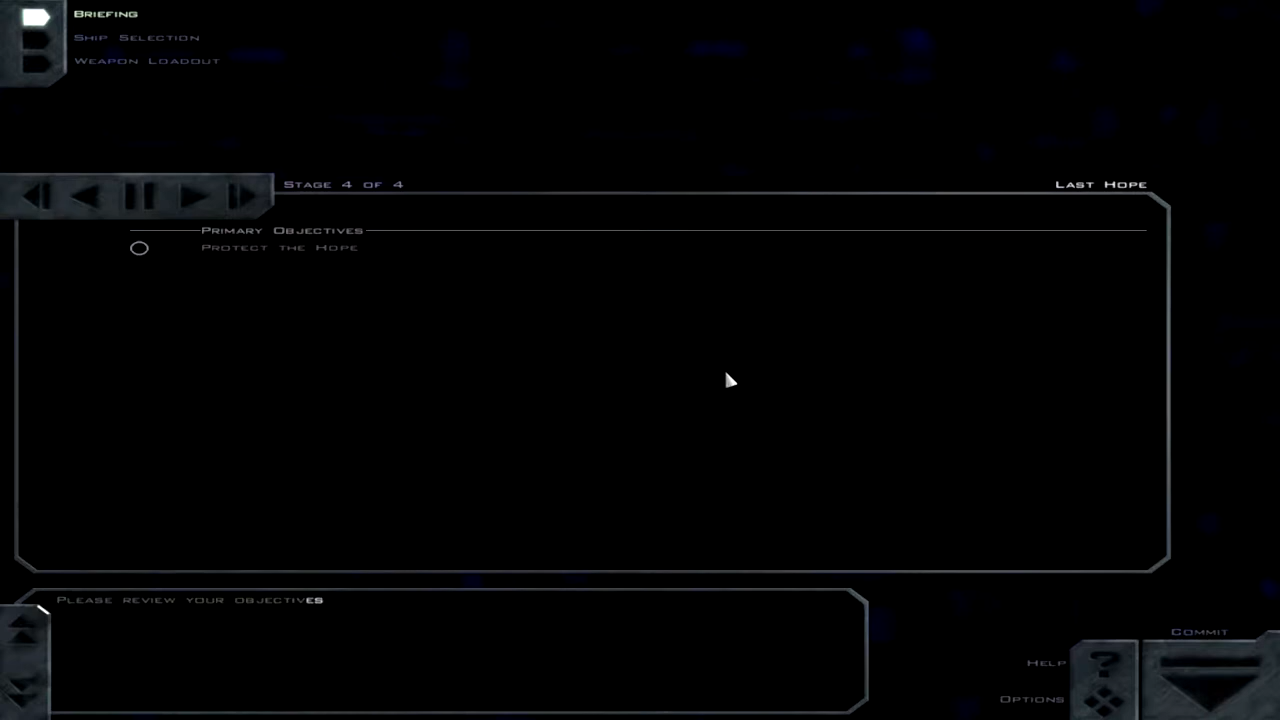 Briefing
Ship Selection
Weapon Loadout
Stage 4 of 4
Last Hope
Primary Objectives
Protect the Hope
Please review your objectives
Commit
Help
Options